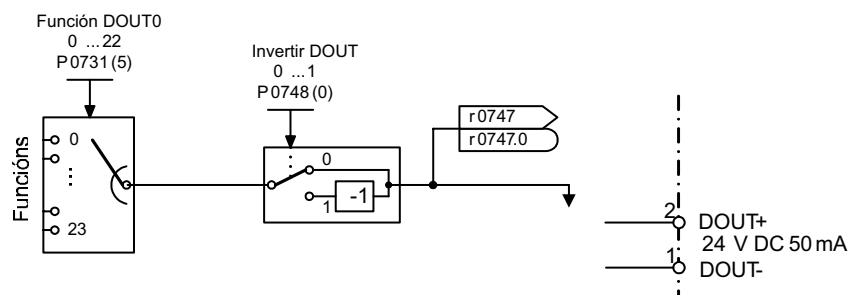 Función DOUT0
0 ...22
P0731(5)
Invertir DOUT
0 ...1
P0748(0)
r0747
r0747.0
Funcións
0
23
0
1
-1
2
DOUT+
24 V DC 50 mA
1
DOUT-